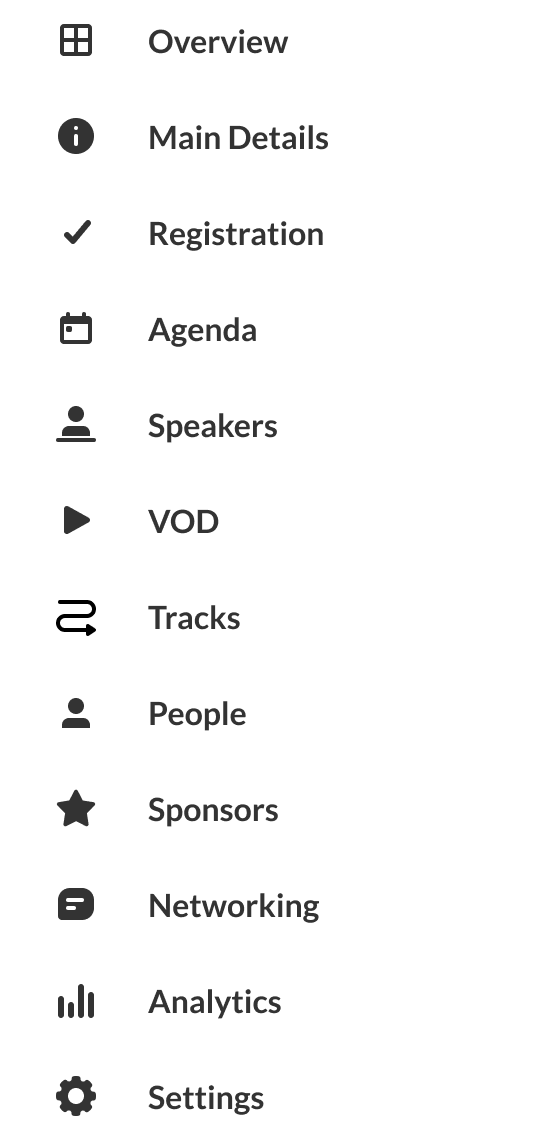 Overview
Main Details
Registration
Agenda
Speakers
VOD
Tracks
People
Sponsors
Networking
Analytics
Settings